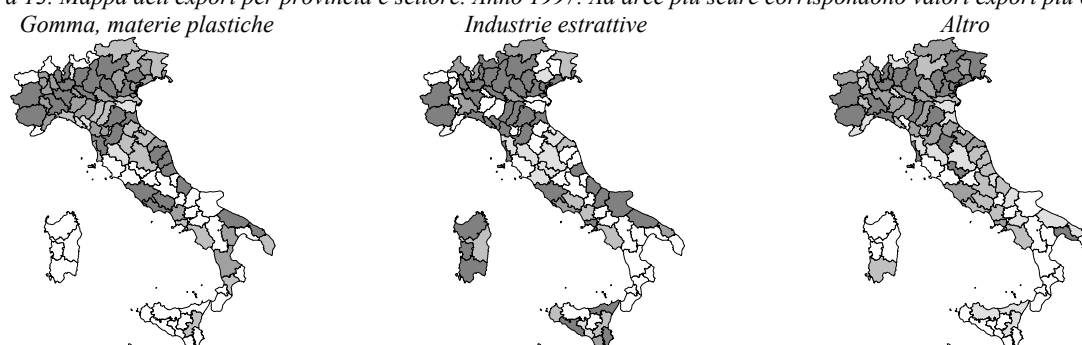 a 13. Mappa dell'export per provincia e settore. Anno 1997. Ad aree più scure corrispondono valori export più
Gomma, materie plastiche Industrie estrattive Altro